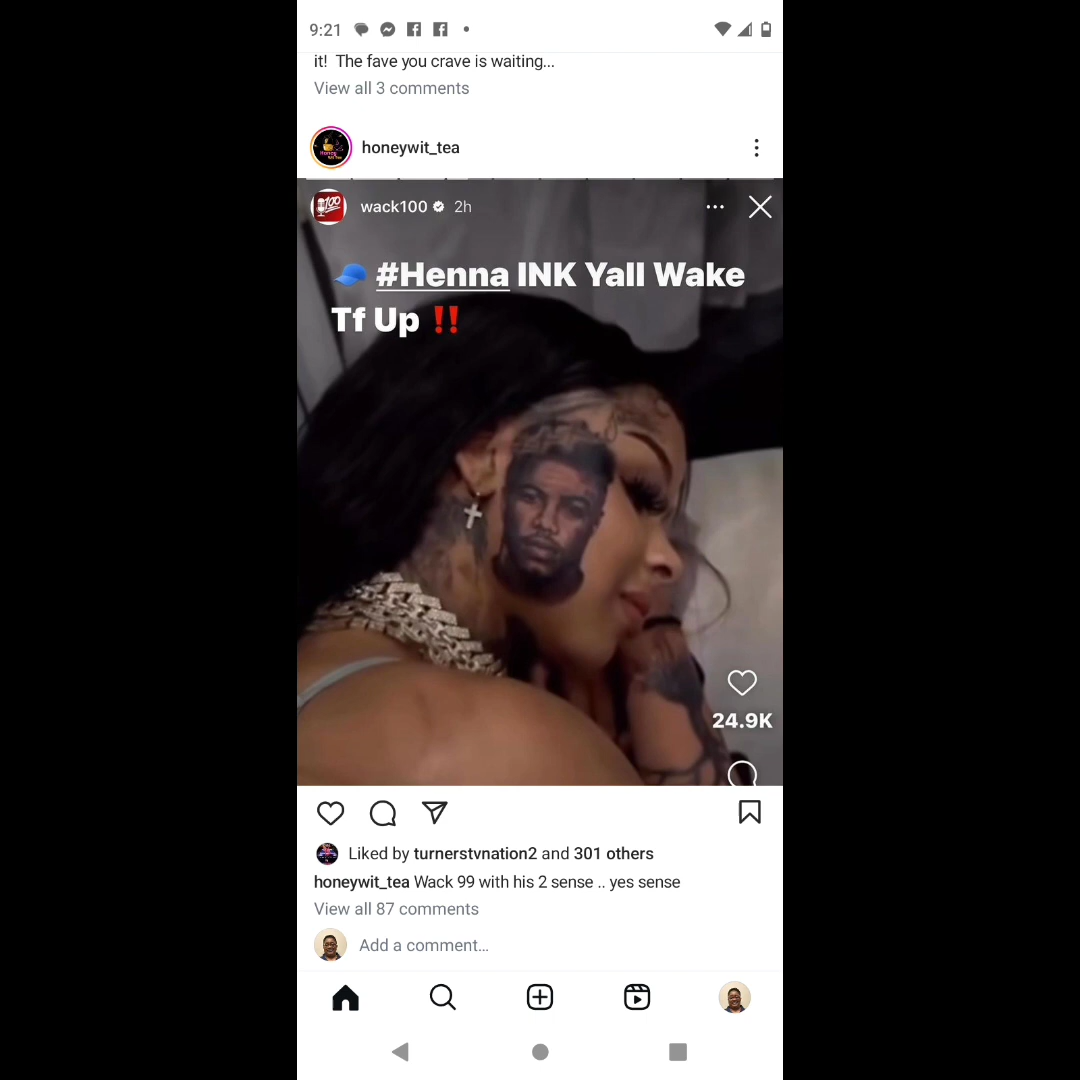 9:21
it! The fave you crave is waiting...
View all 3 comments
honeywit_tea
wack100 2h
#Henna INK Yall Wake
Tf Up ‼️
24.9K
Liked by turnerstvnation2 and 301 others
honeywit_tea Wack 99 with his 2 sense .. yes sense
View all 87 comments
Add a comment...